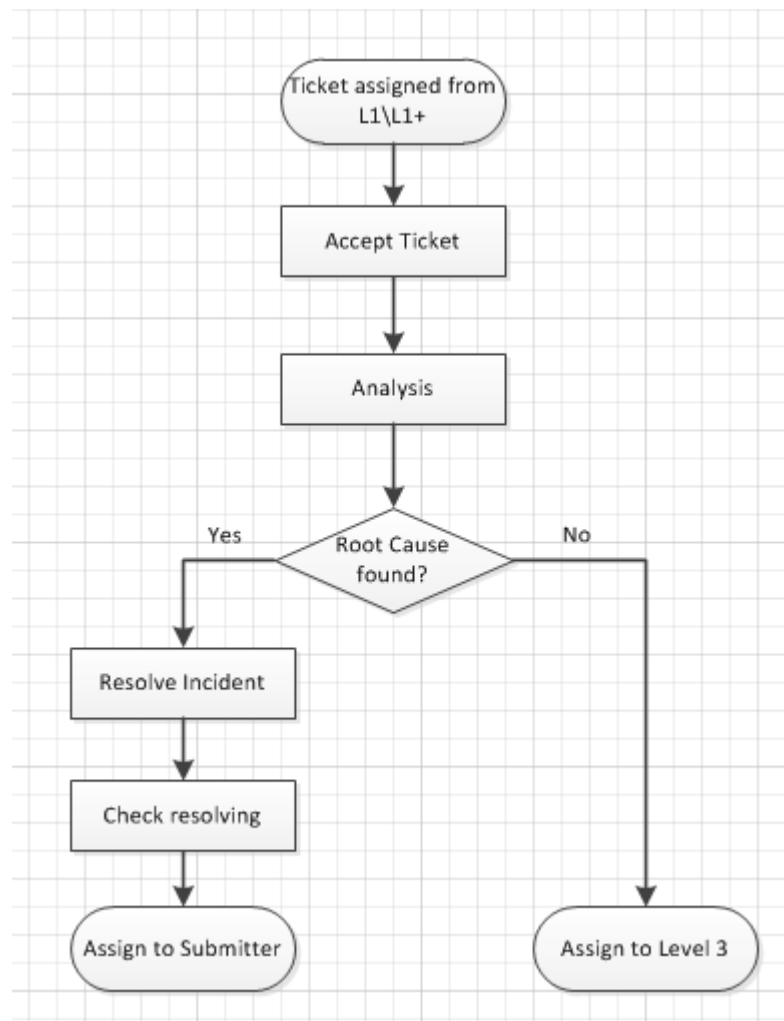 Ticket assigned from
L1\L1+
Accept Ticket
Analysis
Root Cause
found?
Yes
No
Resolve Incident
Check resolving
Assign to Submitter
Assign to Level 3